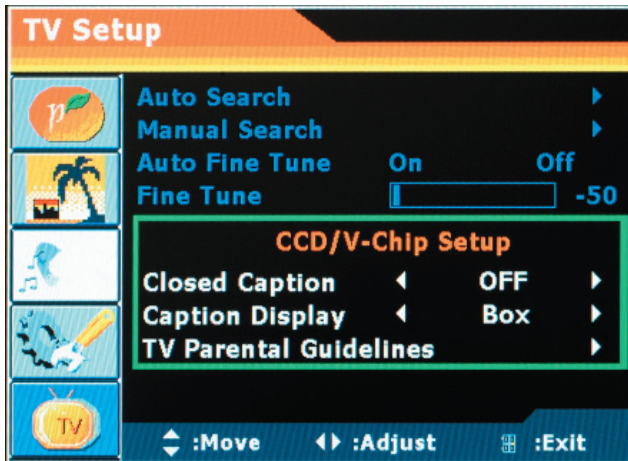 TV Setup
Auto Search
Manual Search
Auto Fine Tune On Off
Fine Tune -50
CCD/V-Chip Setup
Closed Caption OFF
Caption Display Box
TV Parental Guidelines
:Move :Adjust :Exit
p
TV